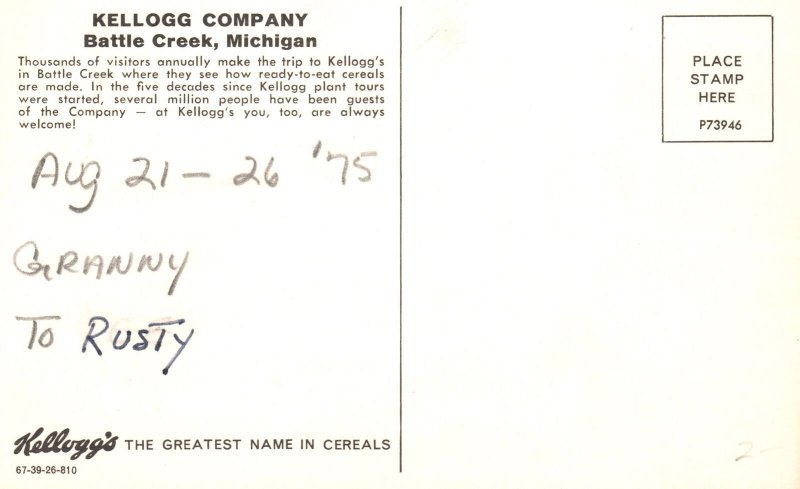 KELLOGG COMPANY
Battle Creek, Michigan
Thousands of visitors annually make the trip to Kellogg's
in Battle Creek where they see how ready-to-eat cereals
are made. In the five decades since Kellogg plant tours
were started, several million people have been guests
of the Company — at Kellogg's you, too, are always
welcome!
Aug 21 - 26 '75
GRANNY
To RUSTY
Kellogg's THE GREATEST NAME IN CEREALS
67-39-26-810
PLACE
STAMP
HERE
P73946
2-